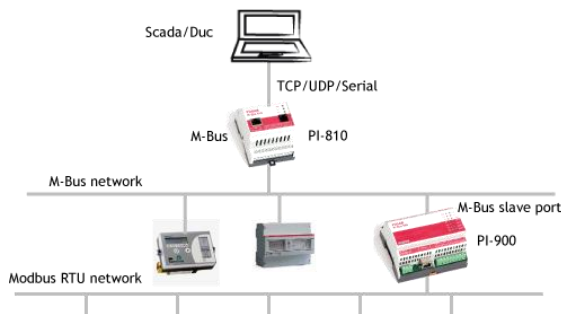 Scada/Duc
TCP/UDP/Serial
M-Bus
PI-810
M-Bus network
M-Bus slave port
PI-900
Modbus RTU network